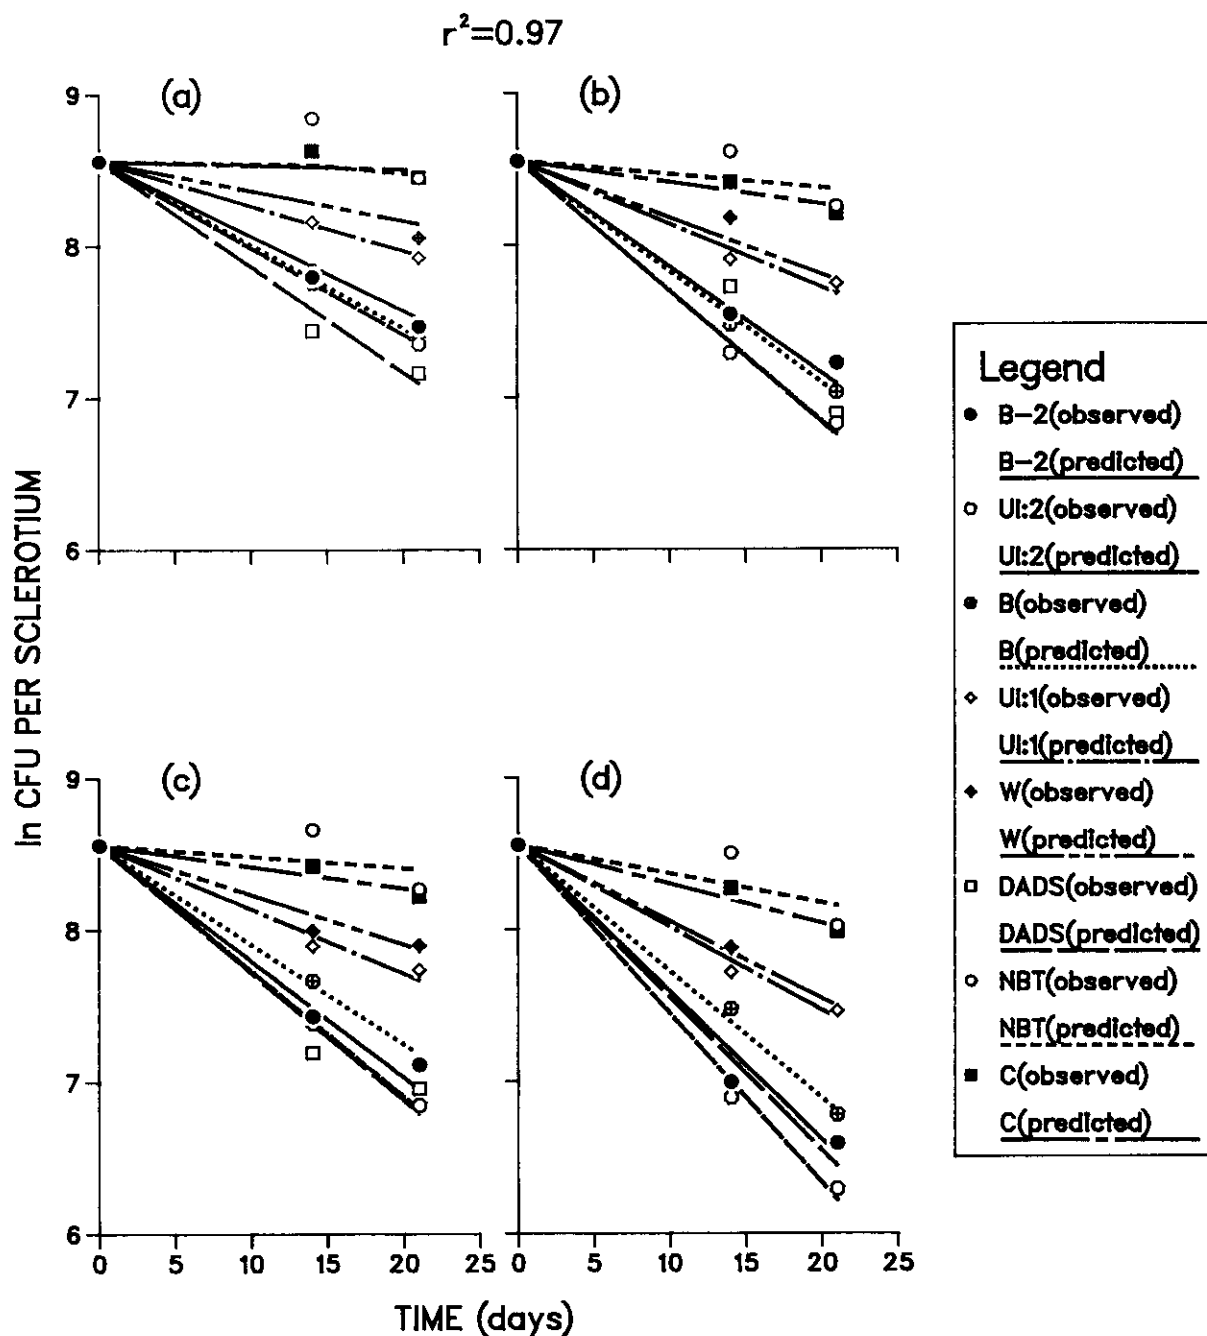 r²=0.97
(a)
(b)
9
8
7
6
ln CFU PER SCLEROTIUM
(c)
(d)
9
8
7
6
0 5 10 15 20 25
0 5 10 15 20 25
TIME (days)
Legend
B-2(observed)
B-2(predicted)
UI:2(observed)
UI:2(predicted)
B(observed)
B(predicted)
UI:1(observed)
UI:1(predicted)
W(observed)
W(predicted)
DADS(observed)
DADS(predicted)
NBT(observed)
NBT(predicted)
C(observed)
C(predicted)